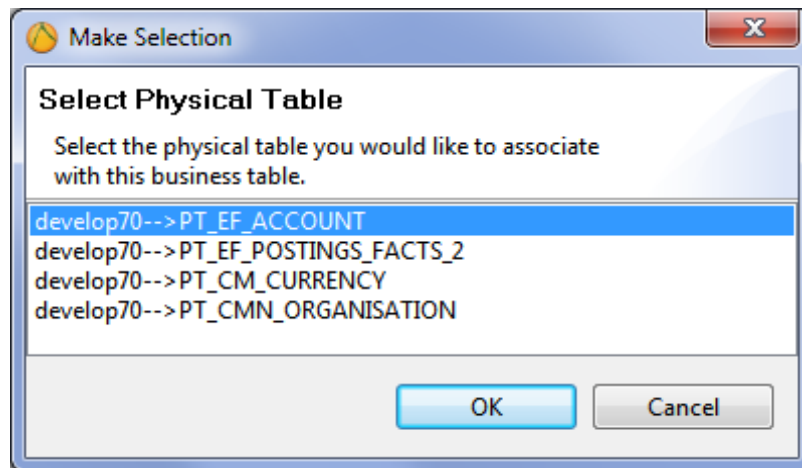 Make Selection
Select Physical Table
Select the physical table you would like to associate
with this business table.
develop70-->PT_EF_ACCOUNT
develop70-->PT_EF_POSTINGS_FACTS_2
develop70-->PT_CM_CURRENCY
develop70-->PT_CMN_ORGANISATION
OK Cancel